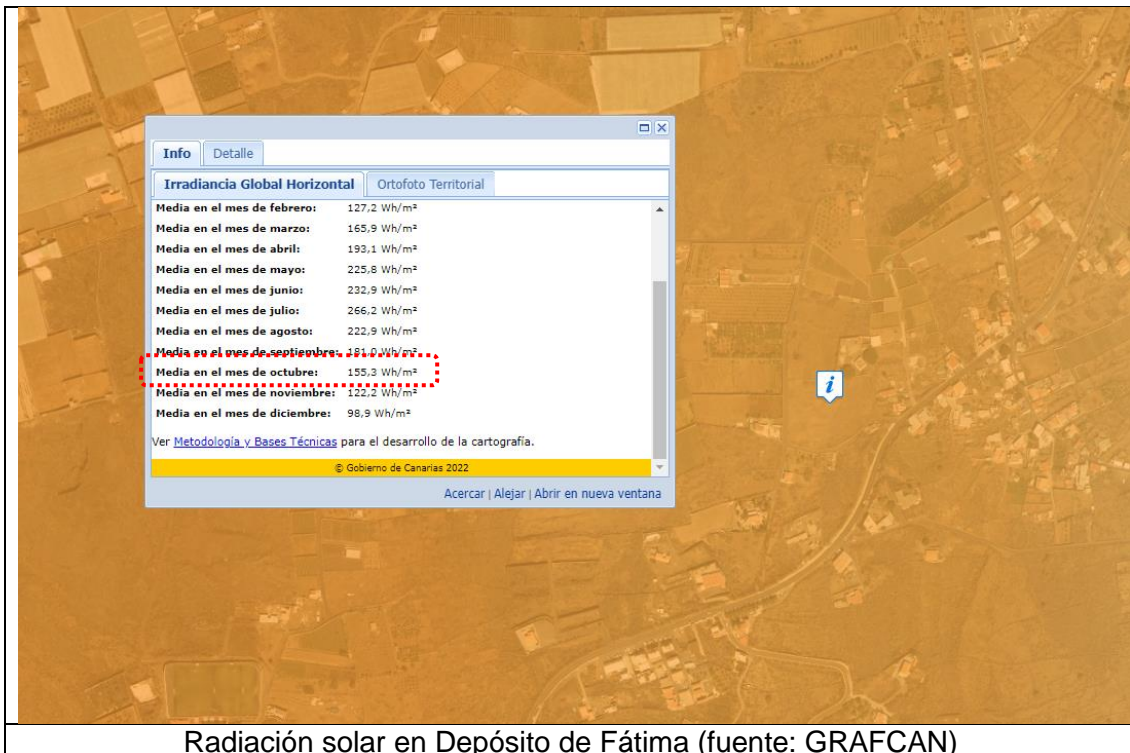 Info Detalle
Irradiancia Global Horizontal Ortofoto Territorial
Media en el mes de febrero: 127,2 Wh/m²
Media en el mes de marzo: 165,9 Wh/m²
Media en el mes de abril: 193,1 Wh/m²
Media en el mes de mayo: 225,8 Wh/m²
Media en el mes de junio: 232,9 Wh/m²
Media en el mes de julio: 266,2 Wh/m²
Media en el mes de agosto: 222,9 Wh/m²
Media en el mes de septiembre: 181,0 Wh/m²
Media en el mes de octubre: 155,3 Wh/m²
Media en el mes de noviembre: 122,2 Wh/m²
Media en el mes de diciembre: 98,9 Wh/m²
Ver Metodología y Bases Técnicas para el desarrollo de la cartografía.
© Gobierno de Canarias 2022
Acercar | Alejar | Abrir en nueva ventana
i
Radiación solar en Depósito de Fátima (fuente: GRAFCAN)